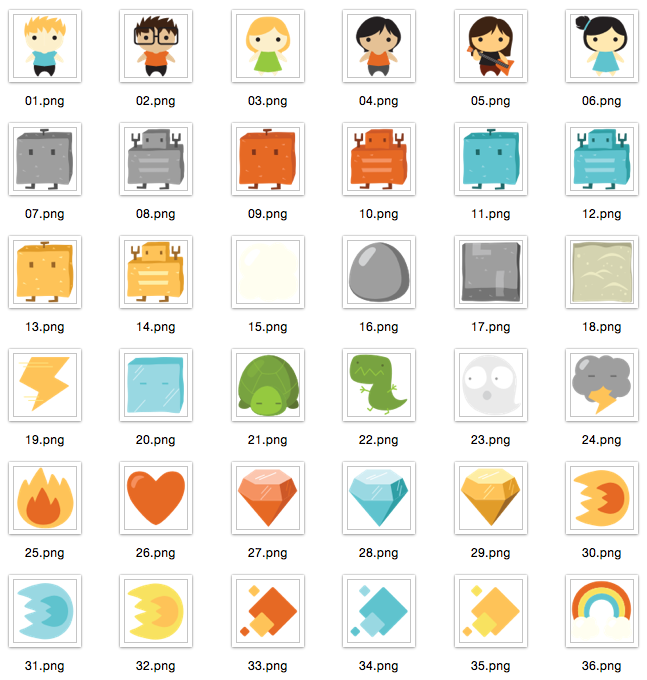 01.png 02.png 03.png 04.png 05.png 06.png
07.png 08.png 09.png 10.png 11.png 12.png
13.png 14.png 15.png 16.png 17.png 18.png
19.png 20.png 21.png 22.png 23.png 24.png
25.png 26.png 27.png 28.png 29.png 30.png
31.png 32.png 33.png 34.png 35.png 36.png